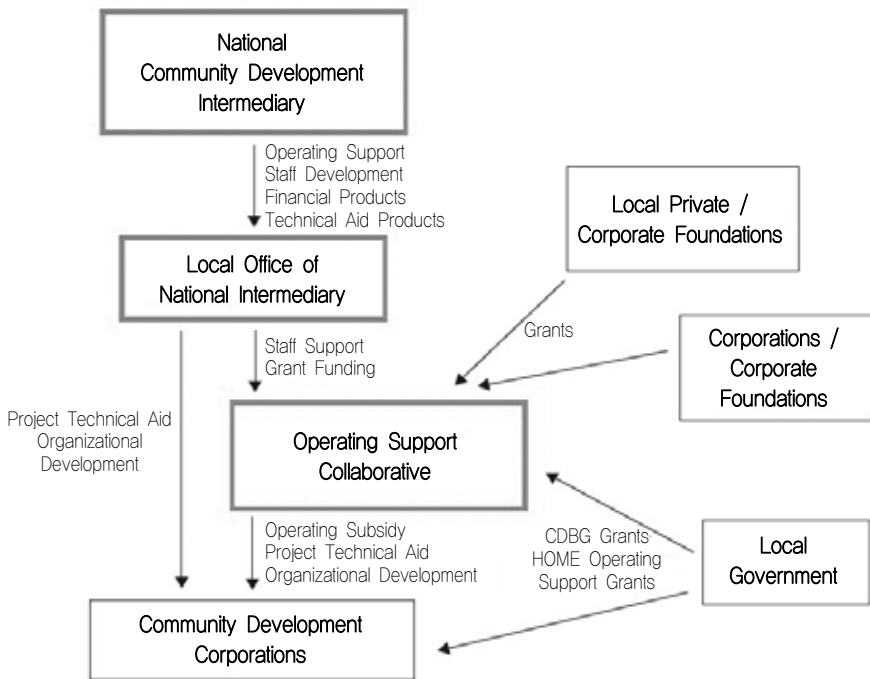 National
Community Development
Intermediary
Operating Support
Staff Development
Financial Products
Technical Aid Products
Local Private /
Corporate Foundations
Local Office of
National Intermediary
Grants
Corporations /
Corporate
Foundations
Staff Support
Grant Funding
Project Technical Aid
Organizational
Development
Operating Support
Collaborative
Operating Subsidy
Project Technical Aid
Organizational Development
CDBG Grants
HOME Operating
Support Grants
Local
Government
Community Development
Corporations